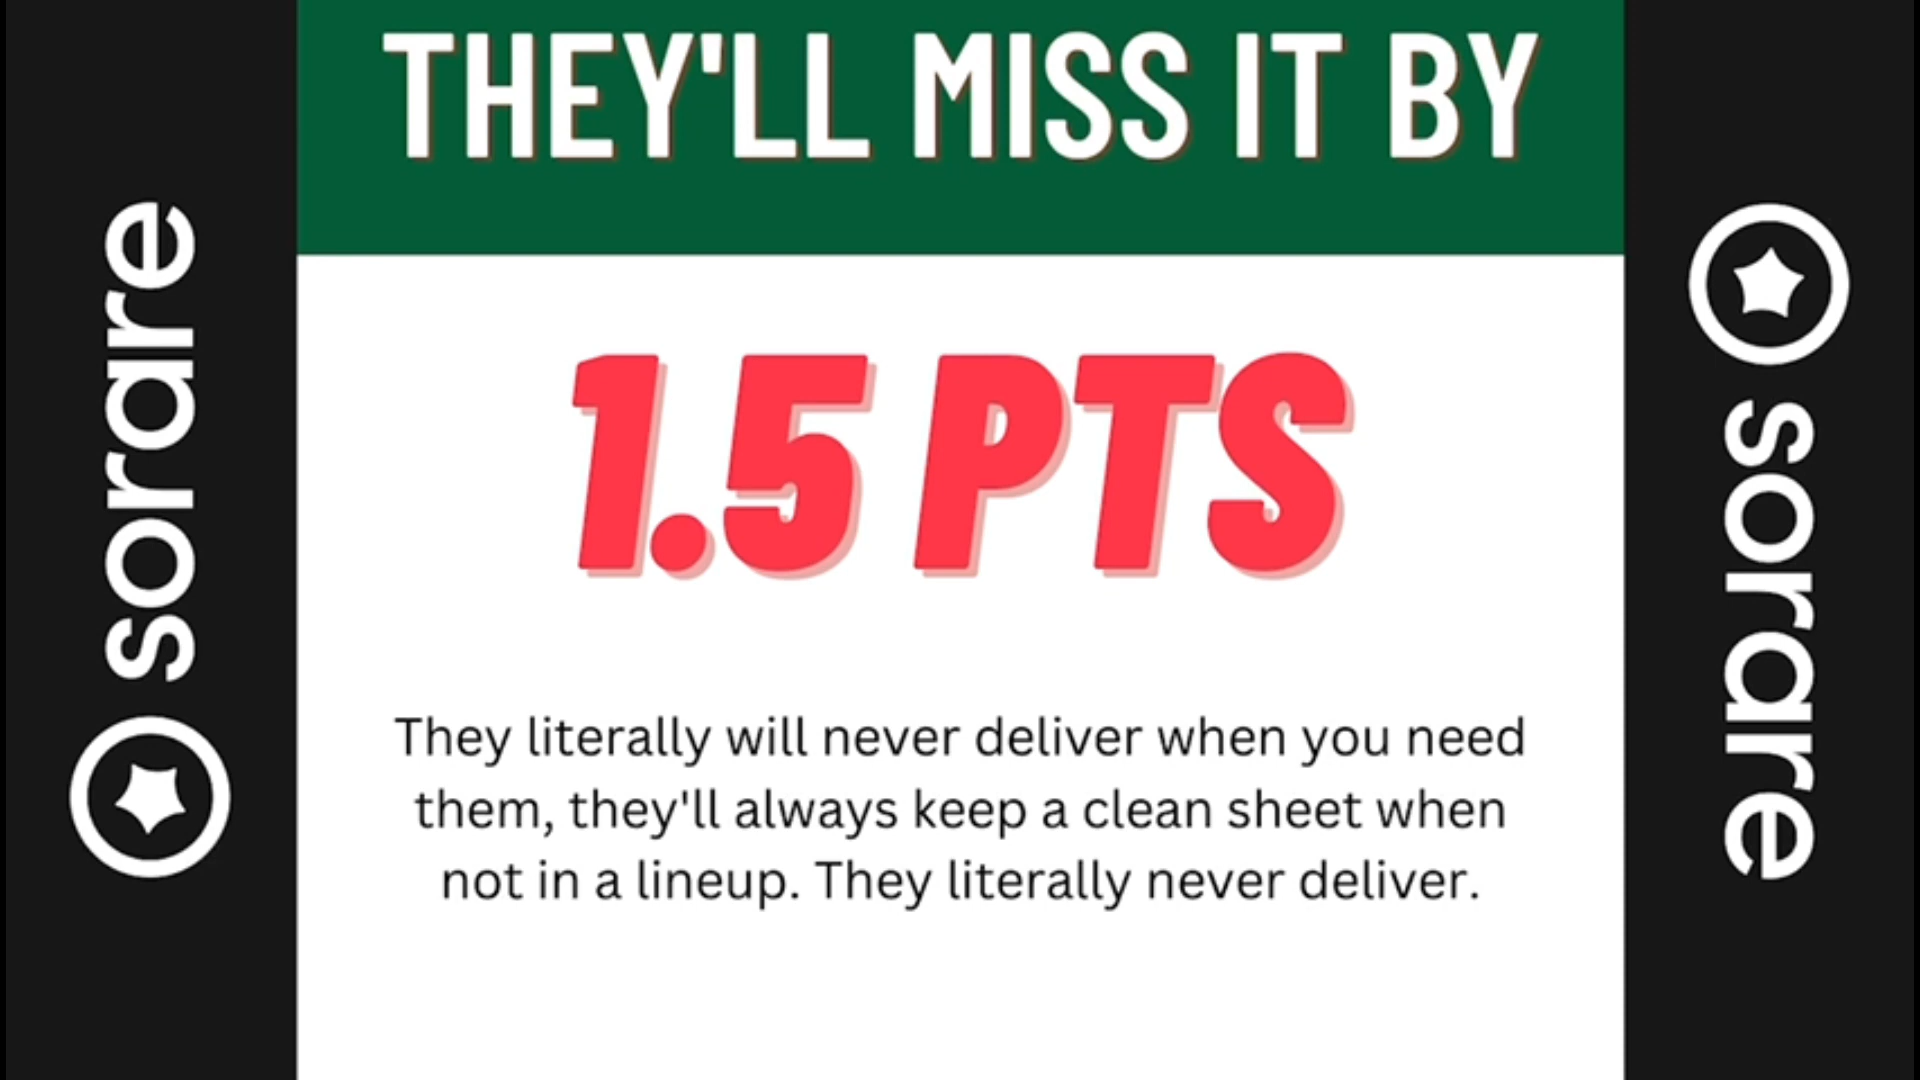 THEY'LL MISS IT BY
sorare
1.5 PTS
They literally will never deliver when you need
them, they'll always keep a clean sheet when
not in a lineup. They literally never deliver.
sorare